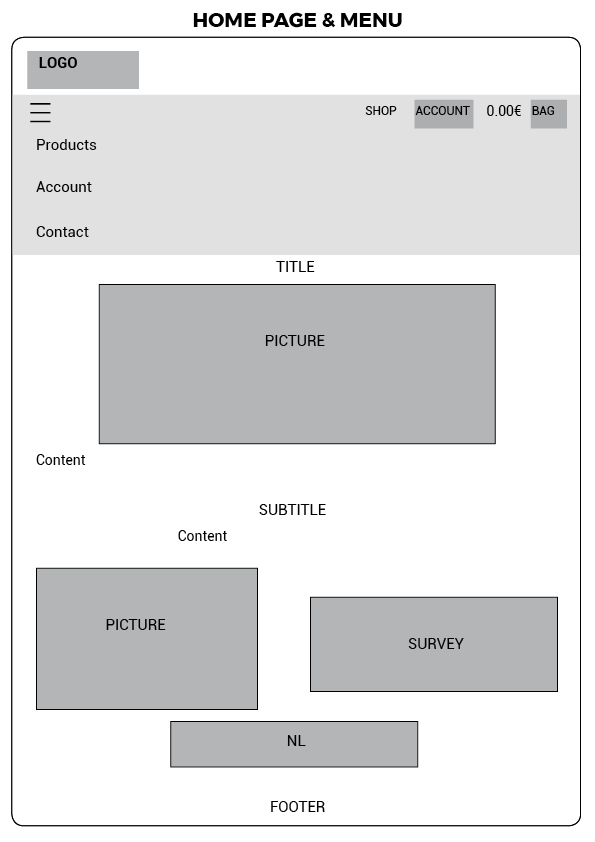 HOME PAGE & MENU
LOGO
SHOP ACCOUNT 0.00€ BAG
Products
Account
Contact
TITLE
PICTURE
Content
SUBTITLE
Content
PICTURE
SURVEY
NL
FOOTER